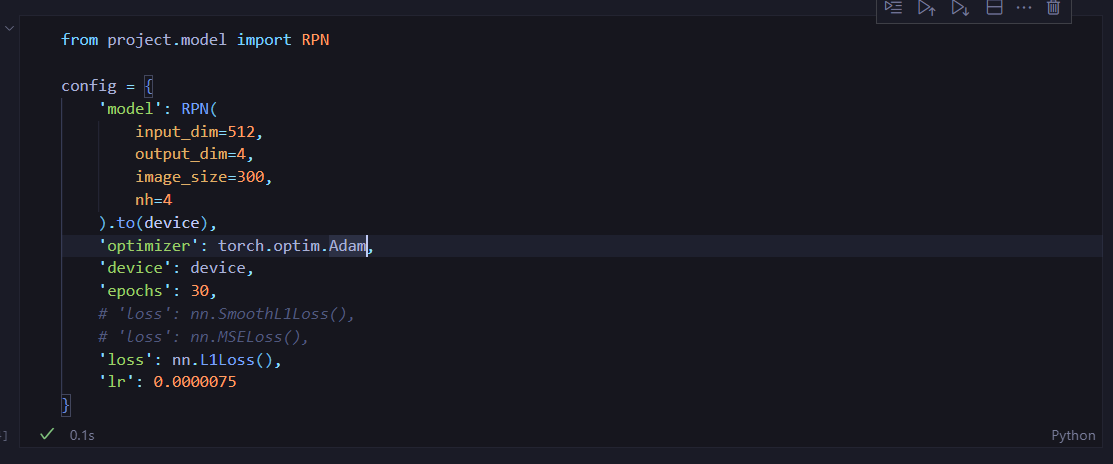 from project.model import RPN
config = {
'model': RPN(
input_dim=512,
output_dim=4,
image_size=300,
nh=4
).to(device),
'optimizer': torch.optim.Adam,
'device': device,
'epochs': 30,
# 'loss': nn.SmoothL1Loss(),
# 'loss': nn.MSELoss(),
'loss': nn.L1Loss(),
'lr': 0.0000075
}
] 0.1s Python